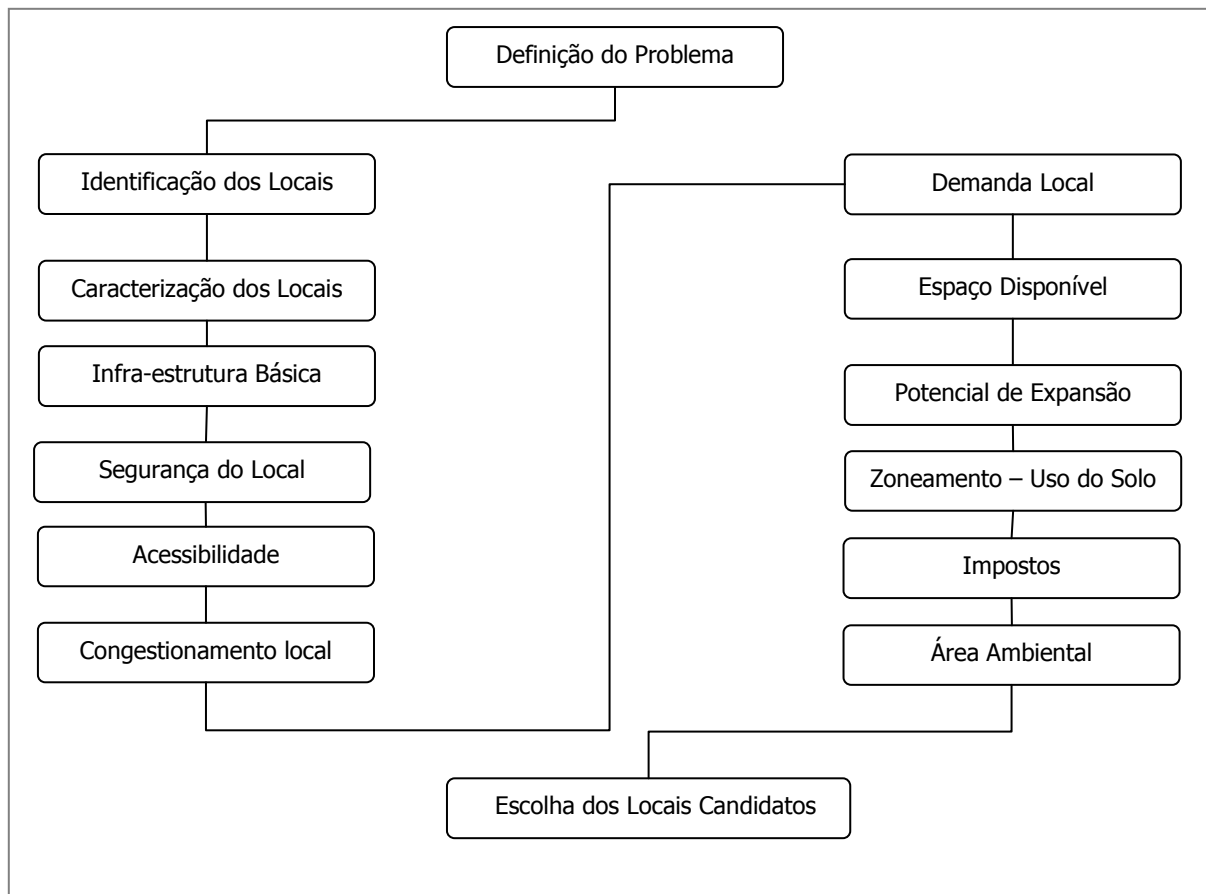 Definição do Problema
Identificação dos Locais
Caracterização dos Locais
Infra-estrutura Básica
Segurança do Local
Acessibilidade
Congestionamento local
Demanda Local
Espaço Disponível
Potencial de Expansão
Zoneamento – Uso do Solo
Impostos
Área Ambiental
Escolha dos Locais Candidatos